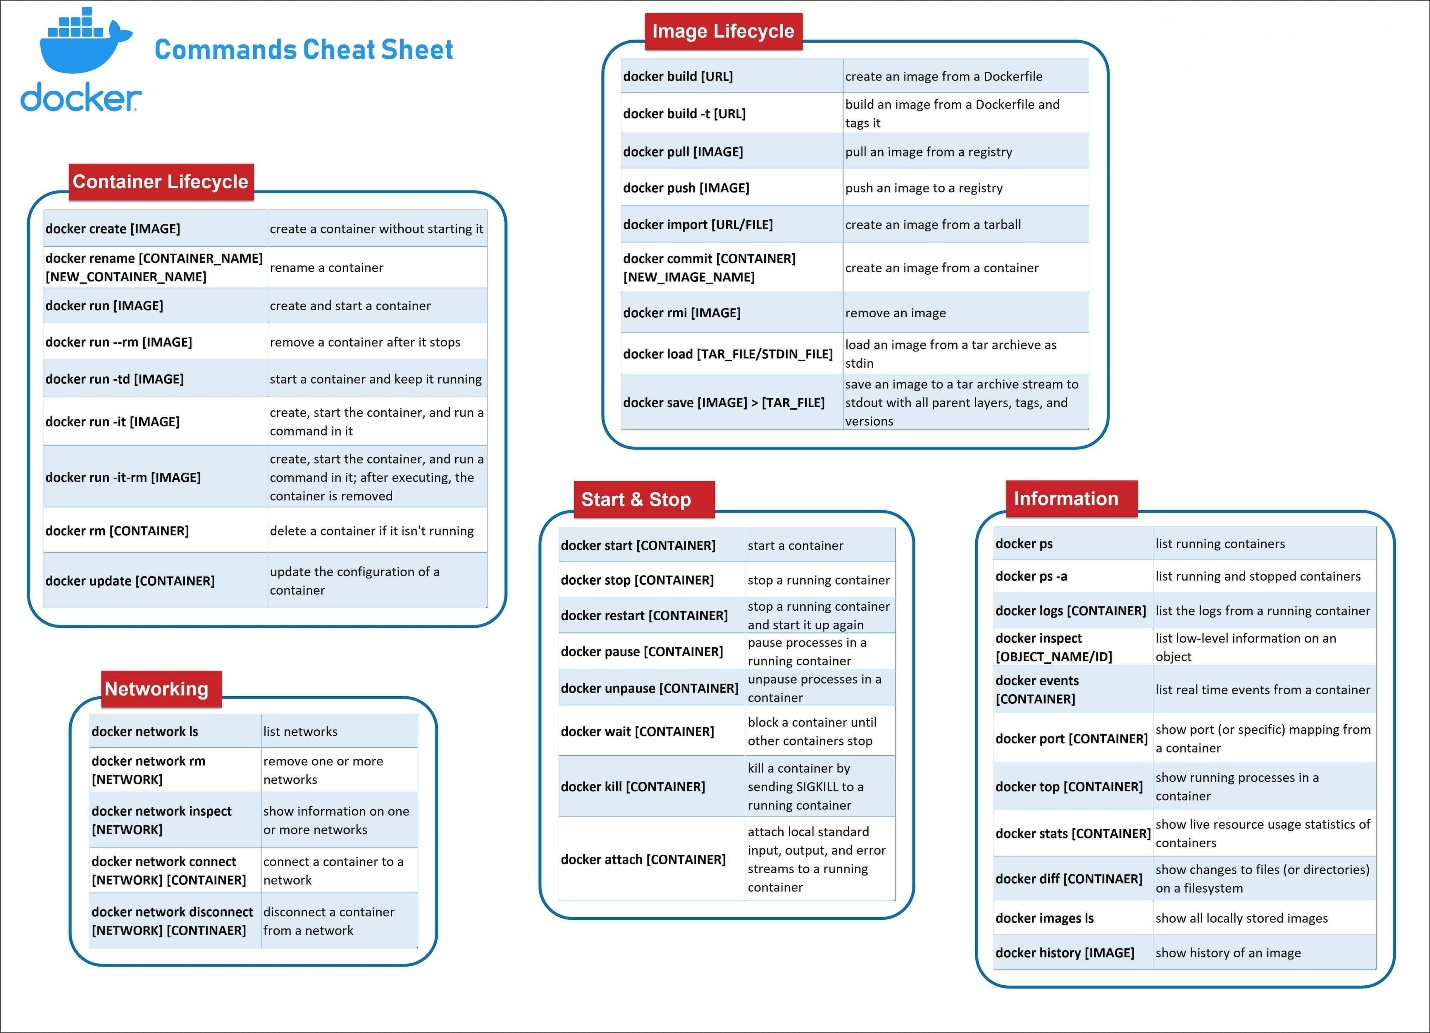 docker
Commands Cheat Sheet
Container Lifecycle
docker create [IMAGE] create a container without starting it
docker rename [CONTAINER_NAME]
[NEW_CONTAINER_NAME]
rename a container
docker run [IMAGE] create and start a container
docker run --rm [IMAGE] remove a container after it stops
docker run -td [IMAGE] start a container and keep it running
docker run -it [IMAGE]
create, start the container, and run a
command in it
docker run -it-rm [IMAGE]
create, start the container, and run a
command in it; after executing, the
container is removed
docker rm [CONTAINER] delete a container if it isn't running
docker update [CONTAINER]
update the configuration of a
container
Networking
docker network ls list networks
docker network rm
[NETWORK]
remove one or more
networks
docker network inspect
[NETWORK]
show information on one
or more networks
docker network connect
[NETWORK] [CONTAINER]
connect a container to a
network
docker network disconnect
[NETWORK] [CONTINAER]
disconnect a container
from a network
Image Lifecycle
docker build [URL] create an image from a Dockerfile
docker build -t [URL]
build an image from a Dockerfile and
tags it
docker pull [IMAGE] pull an image from a registry
docker push [IMAGE] push an image to a registry
docker import [URL/FILE] create an image from a tarball
docker commit [CONTAINER]
[NEW_IMAGE_NAME]
create an image from a container
docker rmi [IMAGE] remove an image
docker load [TAR_FILE/STDIN_FILE]
load an image from a tar archieve as
stdin
docker save [IMAGE] > [TAR_FILE]
save an image to a tar archive stream to
stdout with all parent layers, tags, and
versions
Start & Stop
docker start [CONTAINER] start a container
docker stop [CONTAINER] stop a running container
docker restart [CONTAINER]
stop a running container
and start it up again
docker pause [CONTAINER]
pause processes in a
running container
docker unpause [CONTAINER]
unpause processes in a
container
docker wait [CONTAINER]
block a container until
other containers stop
docker kill [CONTAINER]
kill a container by
sending SIGKILL to a
running container
docker attach [CONTAINER]
attach local standard
input, output, and error
streams to a running
container
Information
docker ps list running containers
docker ps -a list running and stopped containers
docker logs [CONTAINER] list the logs from a running container
docker inspect
[OBJECT_NAME/ID]
list low-level information on an
object
docker events
[CONTAINER]
list real time events from a container
docker port [CONTAINER]
show port (or specific) mapping from
a container
docker top [CONTAINER]
show running processes in a
container
docker stats [CONTAINER]
show live resource usage statistics of
containers
docker diff [CONTINAER]
show changes to files (or directories)
on a filesystem
docker images ls show all locally stored images
docker history [IMAGE] show history of an image